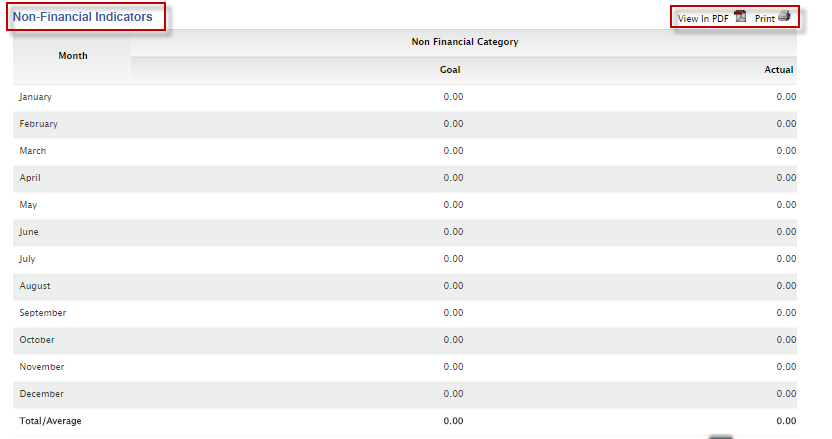 Non-Financial Indicators View In PDF Print
Month Non Financial Category
Goal Actual
January 0.00 0.00
February 0.00 0.00
March 0.00 0.00
April 0.00 0.00
May 0.00 0.00
June 0.00 0.00
July 0.00 0.00
August 0.00 0.00
September 0.00 0.00
October 0.00 0.00
November 0.00 0.00
December 0.00 0.00
Total/Average 0.00 0.00